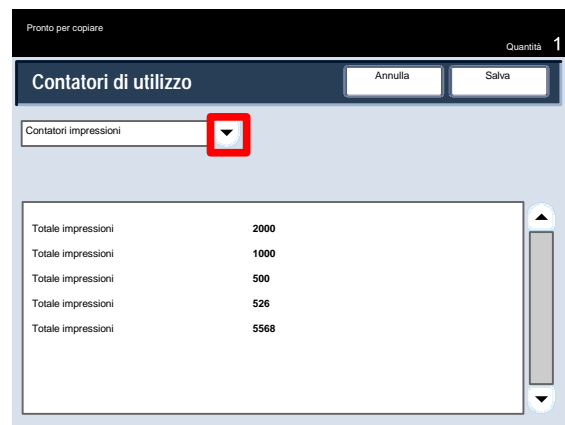 Pronto per copiare
Quantità 1
Contatori di utilizzo Annulla Salva
Contatori impressioni
Totale impressioni 2000
Totale impressioni 1000
Totale impressioni 500
Totale impressioni 526
Totale impressioni 5568